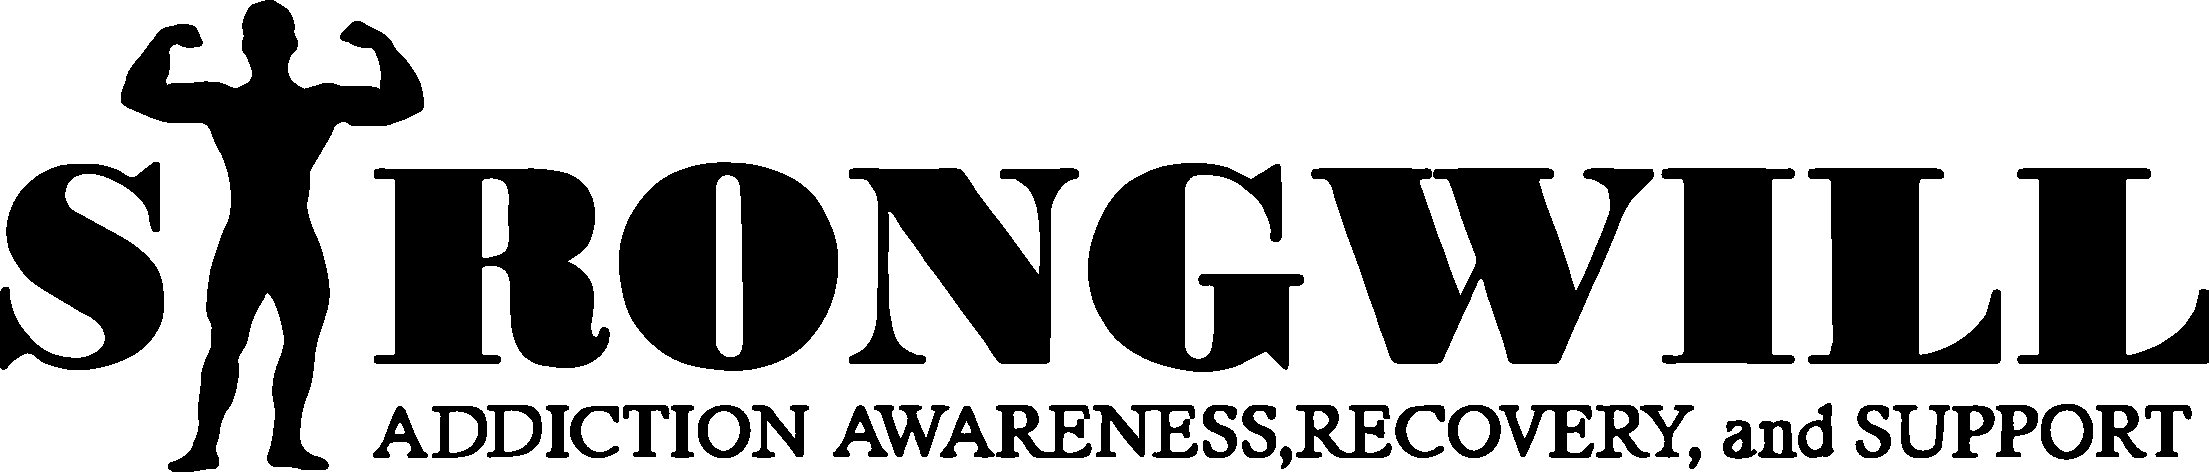 STRONGWILL
ADDICTION AWARENESS,RECOVERY, and SUPPORT